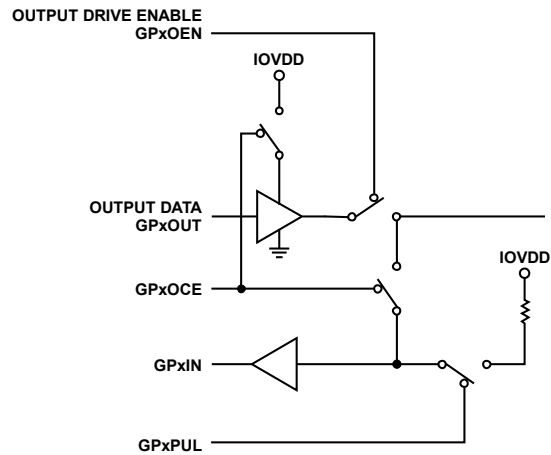 OUTPUT DRIVE ENABLE
GPxOEN
IOVDD
OUTPUT DATA
GPxOUT
IOVDD
GPxOCE
GPxIN
GPxPUL